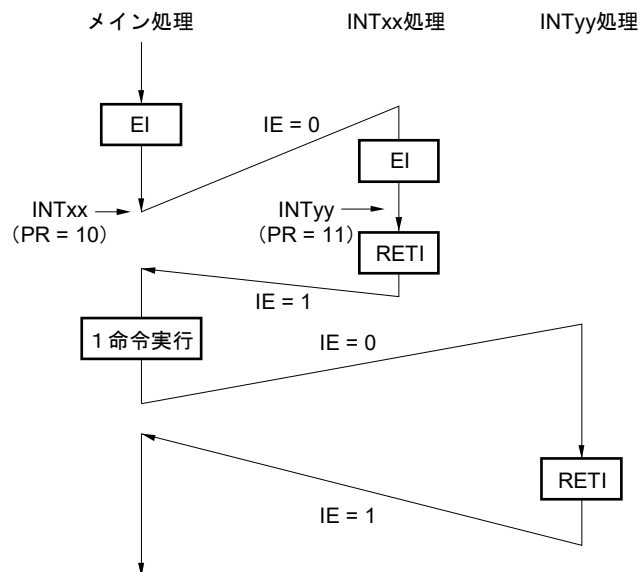 メイン処理
INTxx処理
INTyy処理
EI
IE = 0
EI
INTxx
（PR = 10）
INTyy
（PR = 11）
RETI
IE = 1
１命令実行
IE = 0
RETI
IE = 1